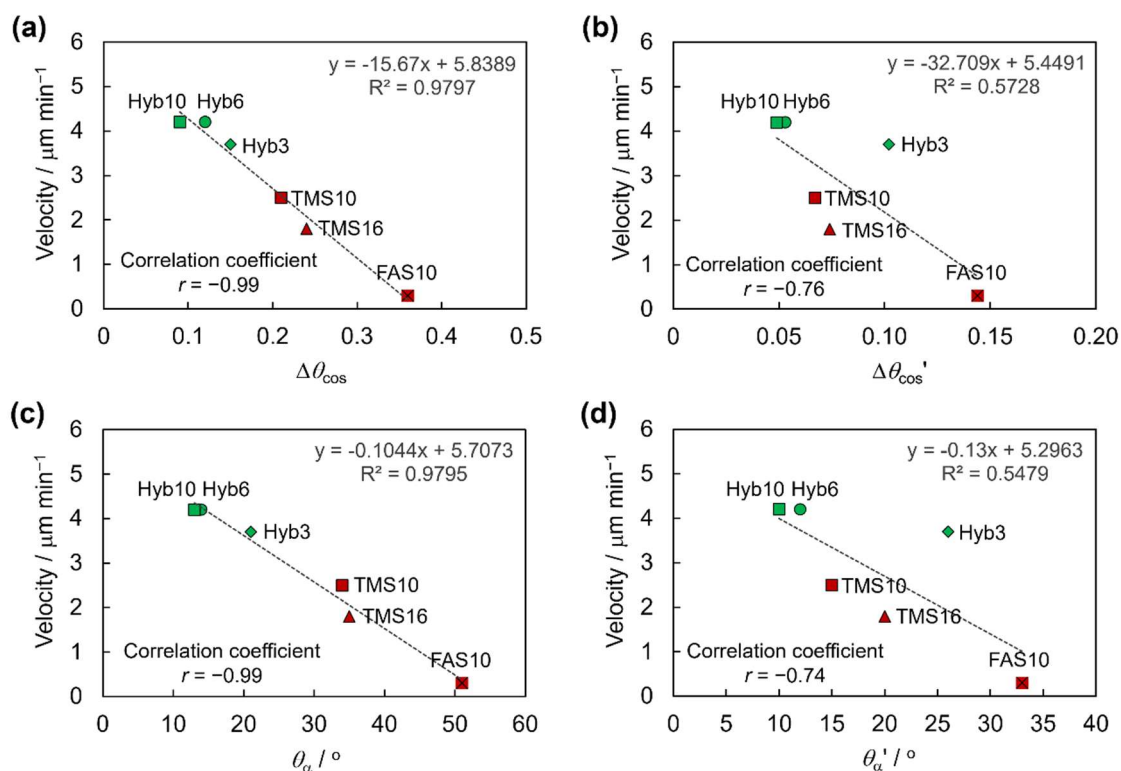 (a)
y = -15.67x + 5.8389
R² = 0.9797
Hyb10 Hyb6
Hyb3
TMS10
TMS16
FAS10
Correlation coefficient
r = −0.99
Velocity / μm min⁻¹
6
5
4
3
2
1
0
0 0.1 0.2 0.3 0.4 0.5
Δθcos
(b)
y = -32.709x + 5.4491
R² = 0.5728
Hyb10 Hyb6
Hyb3
TMS10
TMS16
FAS10
Correlation coefficient
r = −0.76
Velocity / μm min⁻¹
6
5
4
3
2
1
0
0 0.05 0.10 0.15 0.20
Δθcos'
(c)
y = -0.1044x + 5.7073
R² = 0.9795
Hyb10 Hyb6
Hyb3
TMS10
TMS16
FAS10
Correlation coefficient
r = −0.99
Velocity / μm min⁻¹
6
5
4
3
2
1
0
0 10 20 30 40 50 60
θα / °
(d)
y = -0.13x + 5.2963
R² = 0.5479
Hyb10 Hyb6
Hyb3
TMS10
TMS16
FAS10
Correlation coefficient
r = −0.74
Velocity / μm min⁻¹
6
5
4
3
2
1
0
0 5 10 15 20 25 30 35 40
θα' / °